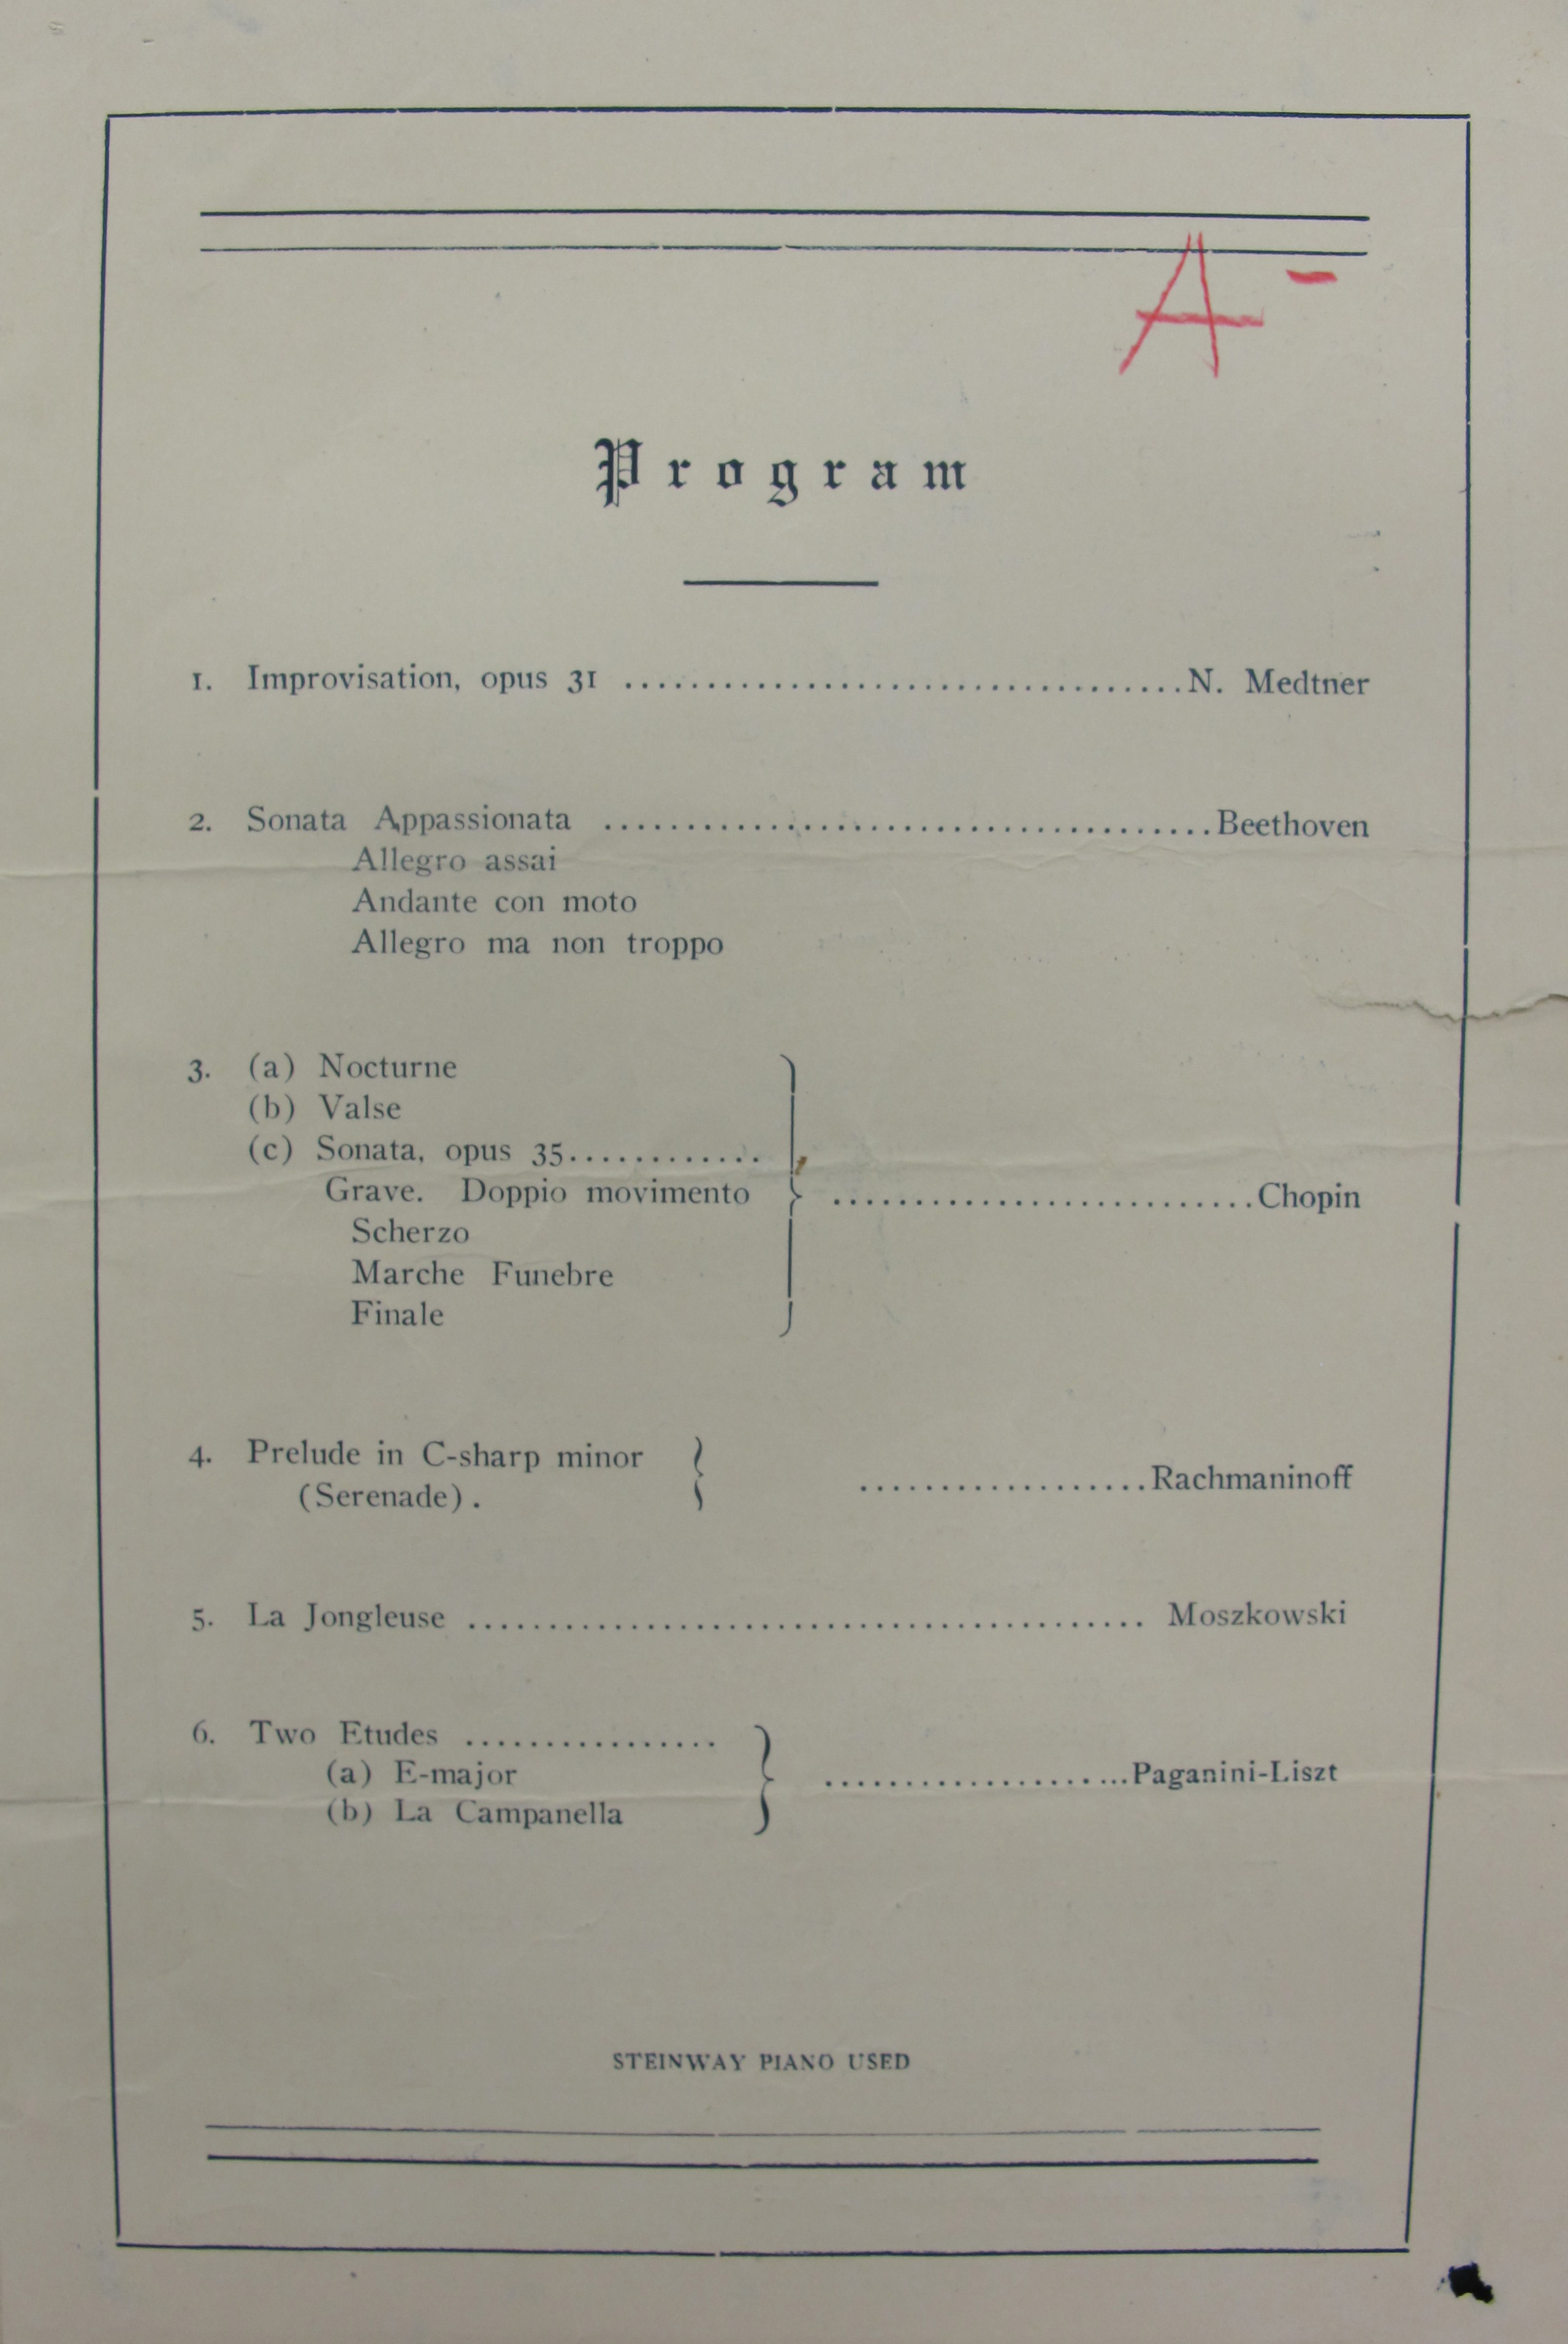 A -
Program
1. Improvisation, opus 31 ..................................N. Medtner
2. Sonata Appassionata .....................................Beethoven
Allegro assai
Andante con moto
Allegro ma non troppo
3. (a) Nocturne
(b) Valse
(c) Sonata, opus 35............
Grave. Doppio movimento ..........................Chopin
Scherzo
Marche Funebre
Finale
4. Prelude in C-sharp minor
(Serenade). ..................Rachmaninoff
5. La Jongleuse .......................................... Moszkowski
6. Two Etudes ................
(a) E-major ...................Paganini-Liszt
(b) La Campanella
STEINWAY PIANO USED